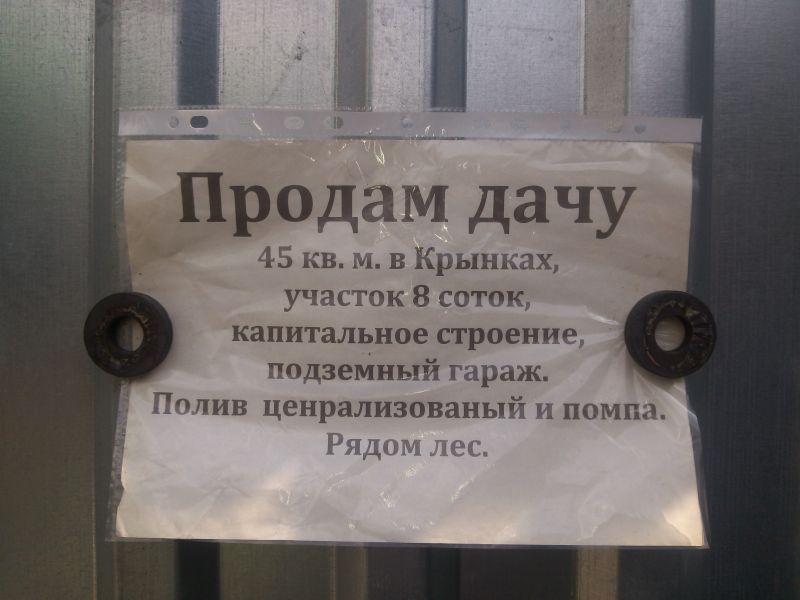 Продам дачу
45 кв. м. в Крынках,
участок 8 соток,
капитальное строение,
подземный гараж.
Полив ценрализованый и помпа.
Рядом лес.